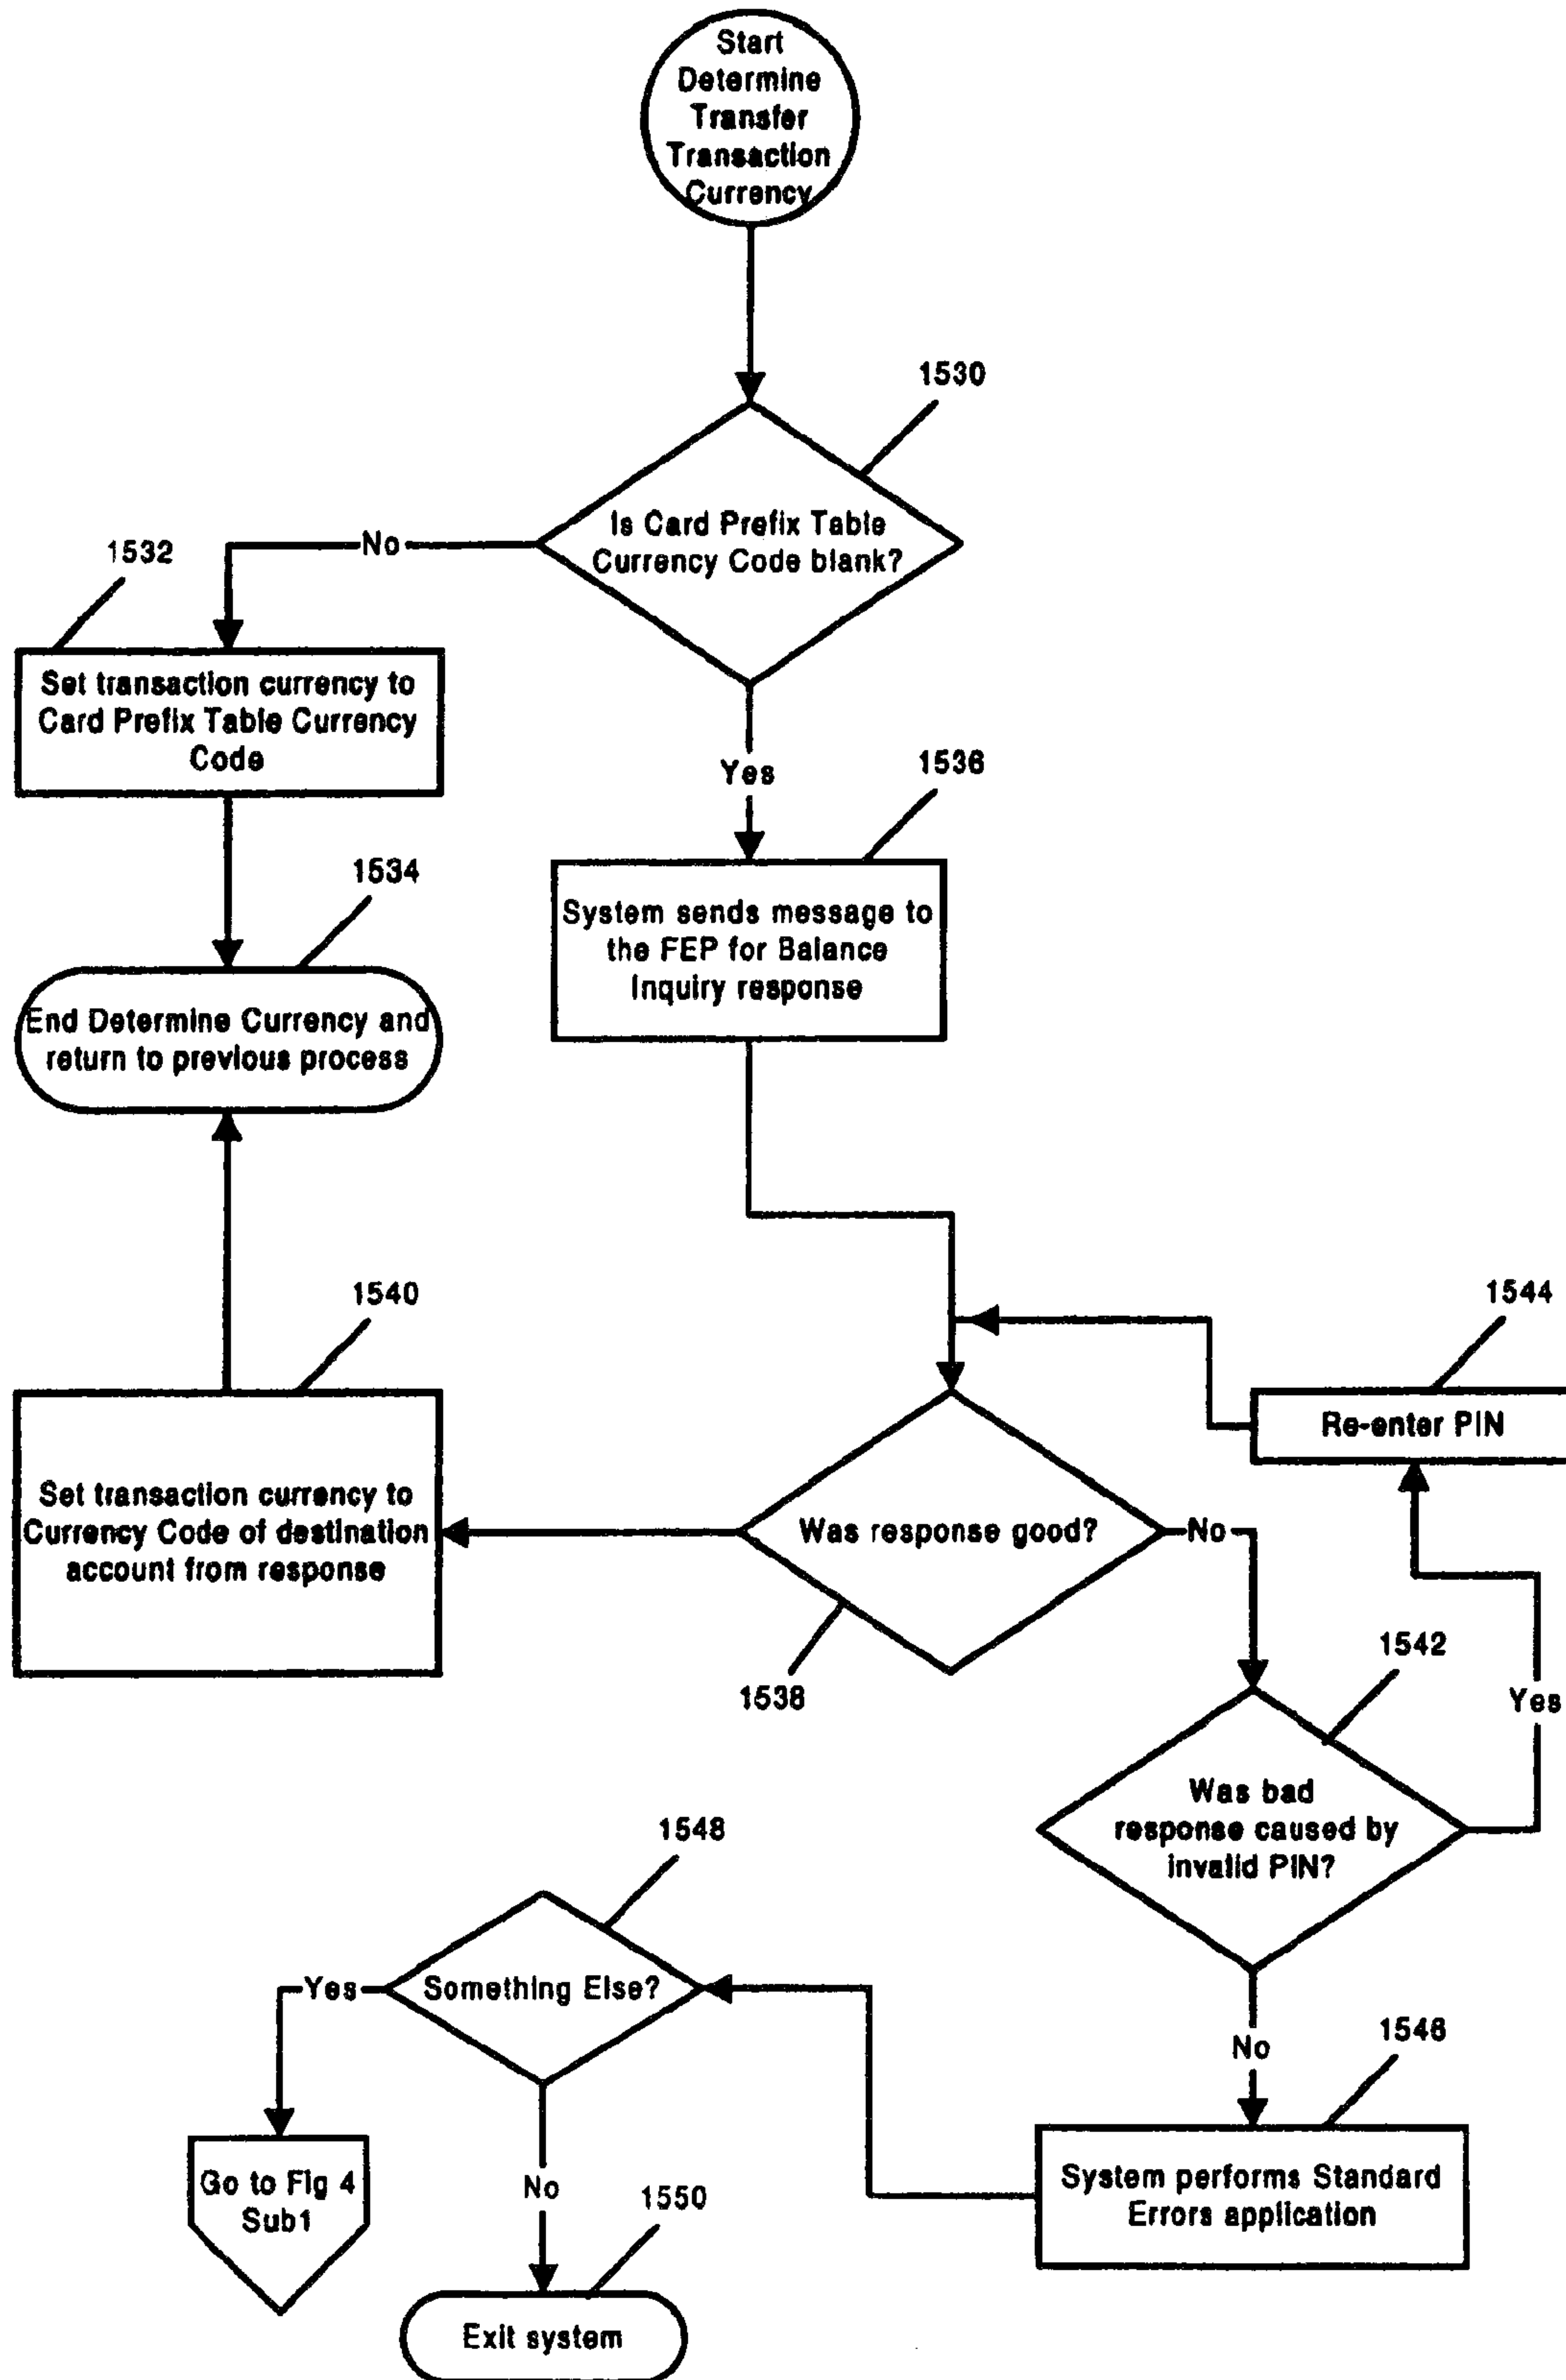 Start
Determine
Transfer
Transaction
Currency
1530
Is Card Prefix Table
Currency Code blank?
No
1532
Set transaction currency to
Card Prefix Table Currency
Code
Yes
1536
1534
System sends message to
the FEP for Balance
Inquiry response
End Determine Currency and
return to previous process
1540
1544
Re-enter PIN
Set transaction currency to
Currency Code of destination
account from response
Was response good?
No
1538
1542
Yes
Was bad
response caused by
invalid PIN?
1548
Yes
Something Else?
No
1546
Go to Fig 4
Sub1
No
1550
System performs Standard
Errors application
Exit system